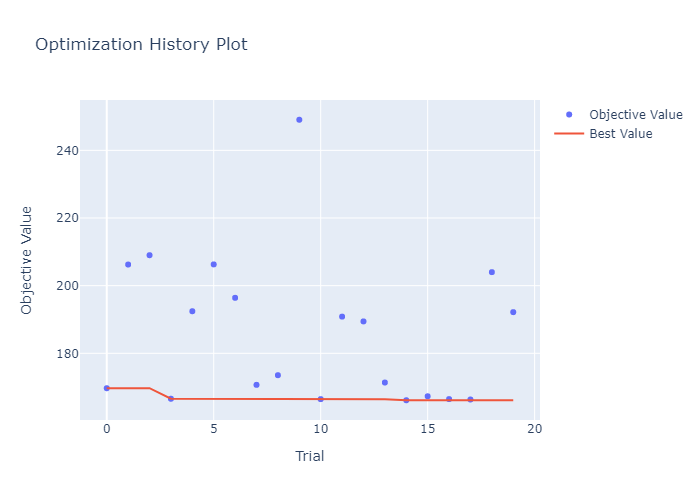 Optimization History Plot
Objective Value
Best Value
240
220
200
180
Objective Value
0
5
10
15
20
Trial